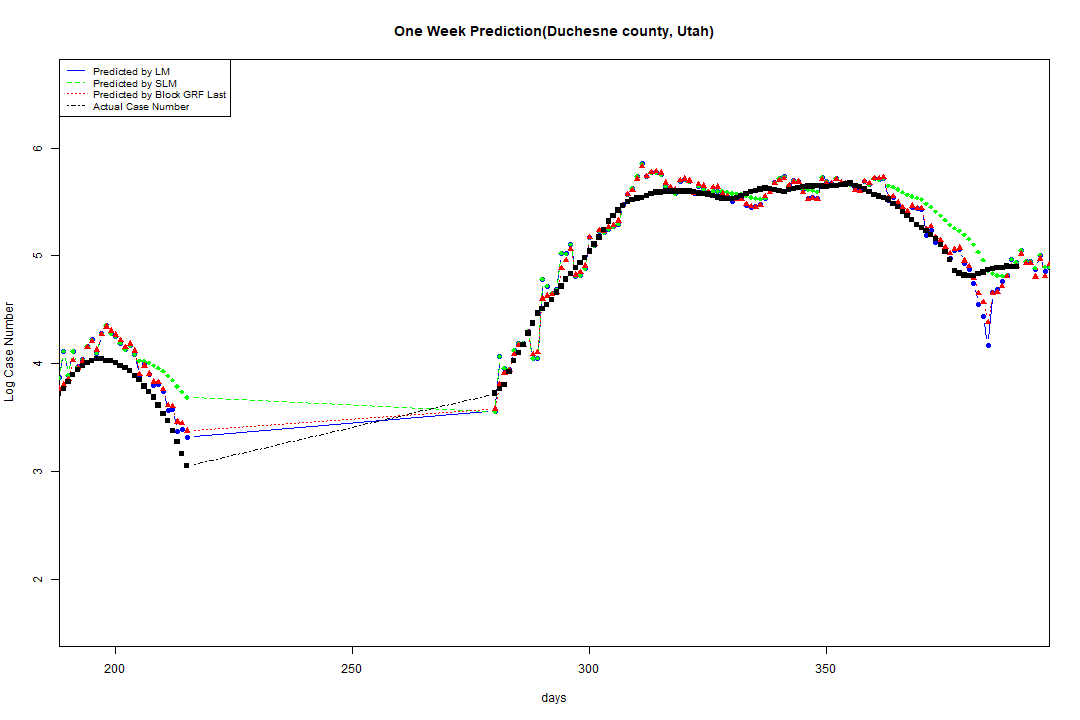 One Week Prediction(Duchesne county, Utah)
Predicted by LM
Predicted by SLM
Predicted by Block GRF Last
Actual Case Number
Log Case Number
6
5
4
3
2
200
250
300
350
days